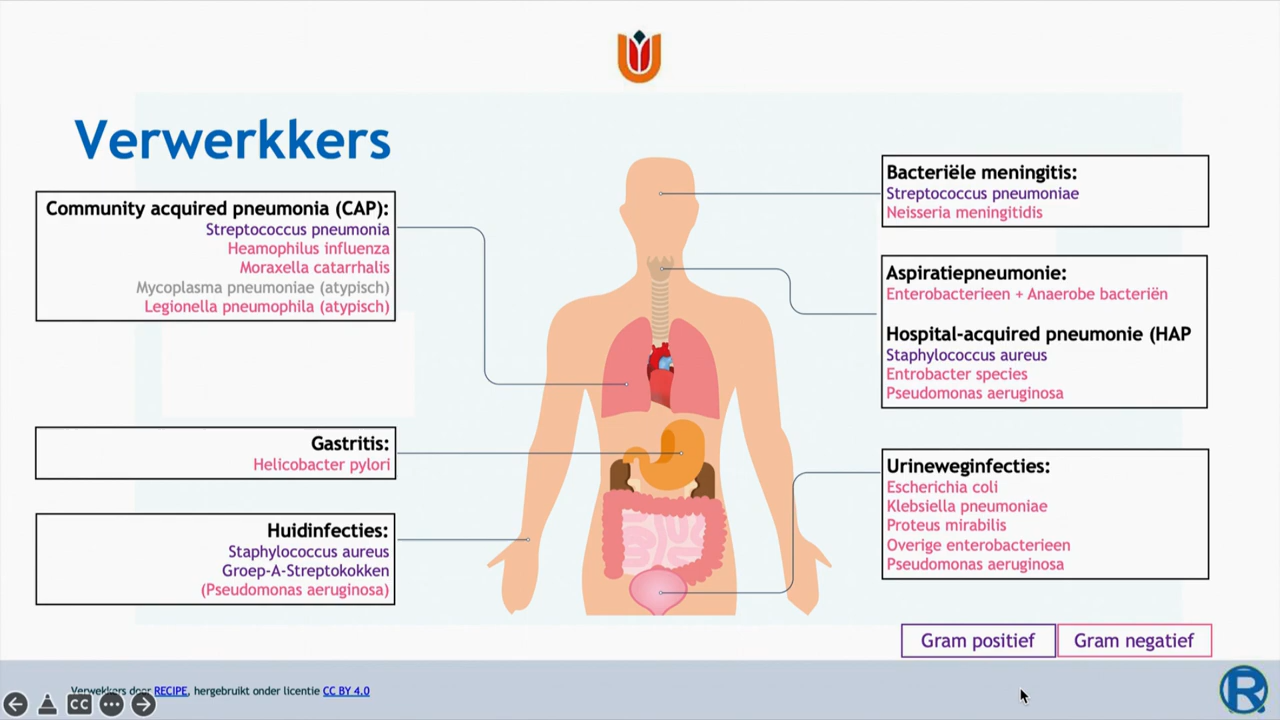 Verwerkkers
Community acquired pneumonia (CAP):
Streptococcus pneumonia
Heamophilus influenza
Moraxella catarrhalis
Mycoplasma pneumoniae (atypisch)
Legionella pneumophila (atypisch)
Gastritis:
Helicobacter pylori
Huidinfecties:
Staphylococcus aureus
Groep-A-Streptokokken
(Pseudomonas aeruginosa)
Bacteriële meningitis:
Streptococcus pneumoniae
Neisseria meningitidis
Aspiratiepneumonie:
Enterobacterieen + Anaerobe bacteriën
Hospital-acquired pneumonie (HAP
Staphylococcus aureus
Entrobacter species
Pseudomonas aeruginosa
Urineweginfecties:
Escherichia coli
Klebsiella pneumoniae
Proteus mirabilis
Overige enterobacterieen
Pseudomonas aeruginosa
Gram positief
Gram negatief
Verwekkers door RECIPE, hergebruikt onder licentie CC BY 4.0
CC
R